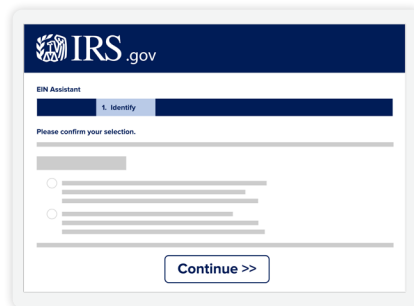 IRS.gov
EIN Assistant
1. Identify
Please confirm your selection.
Continue >>